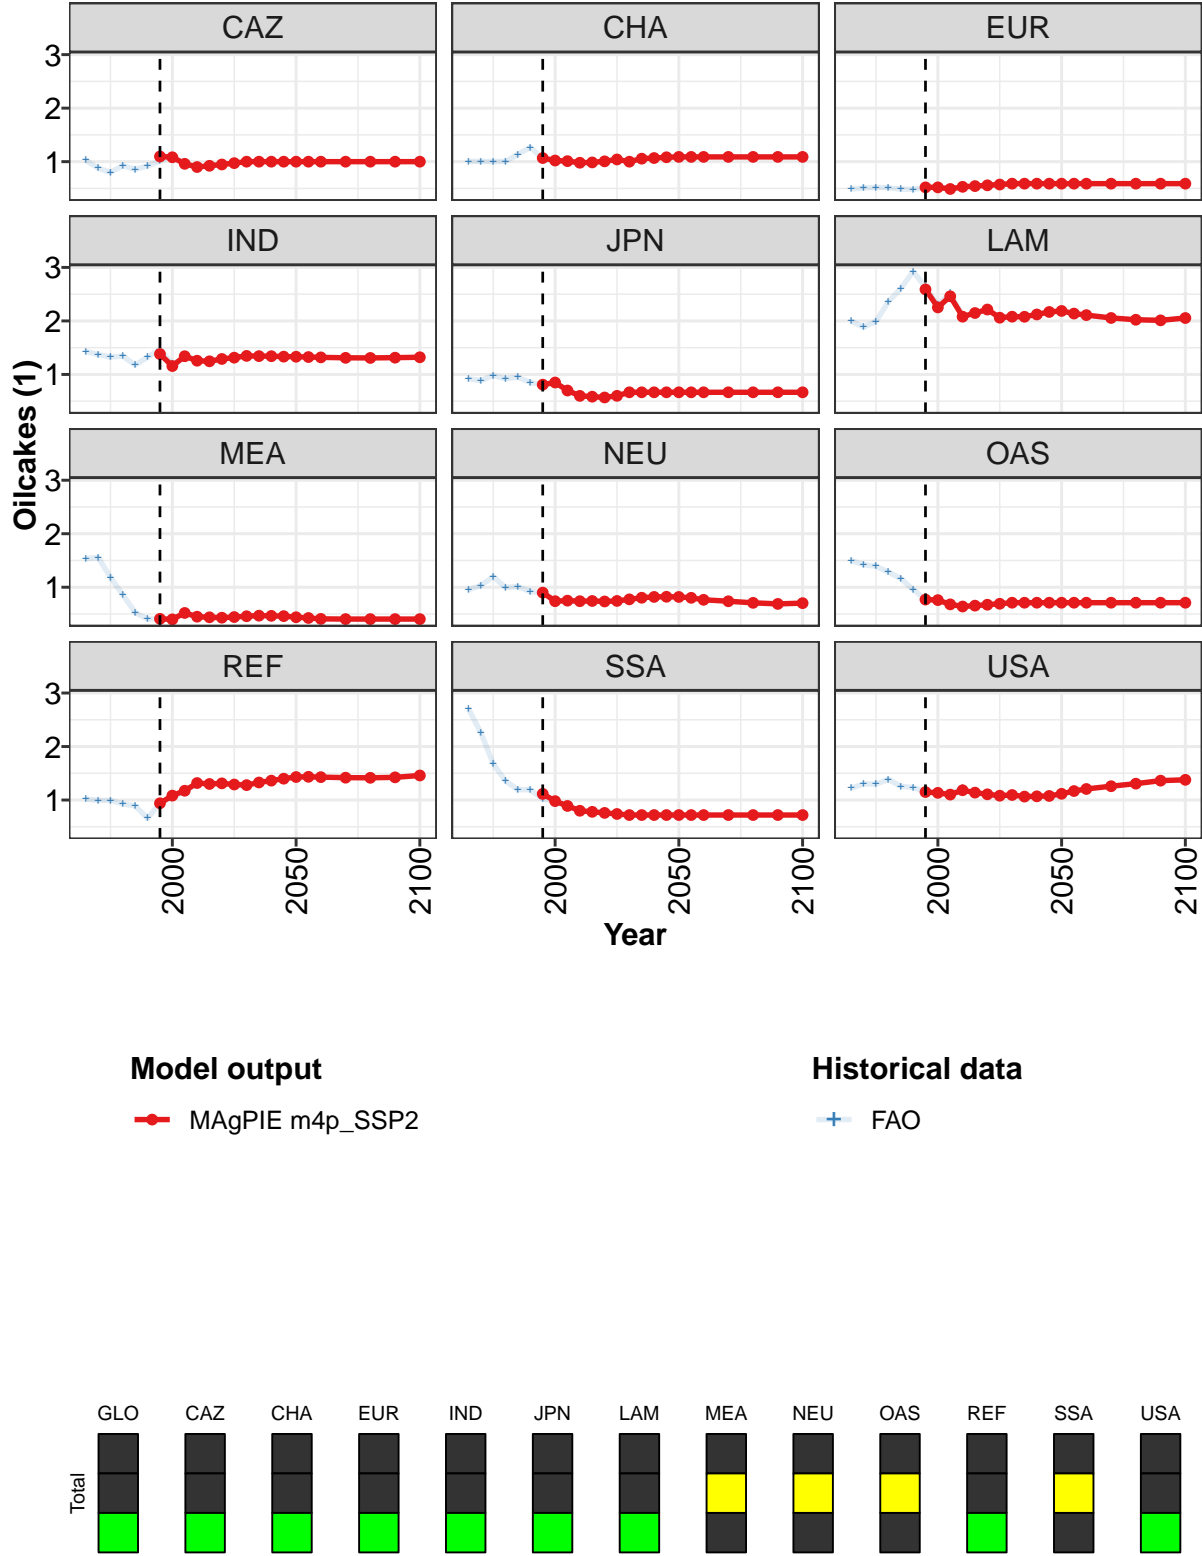 CAZ CHA EUR
3
2
1
IND JPN LAM
3
2
1
MEA NEU OAS
3
2
1
REF SSA USA
3
2
1
Oilcakes (1)
2000 2050 2100 2000 2050 2100 2000 2050 2100
Year
Model output Historical data
MAgPIE m4p_SSP2 FAO
GLO CAZ CHA EUR IND JPN LAM MEA NEU OAS REF SSA USA
Total